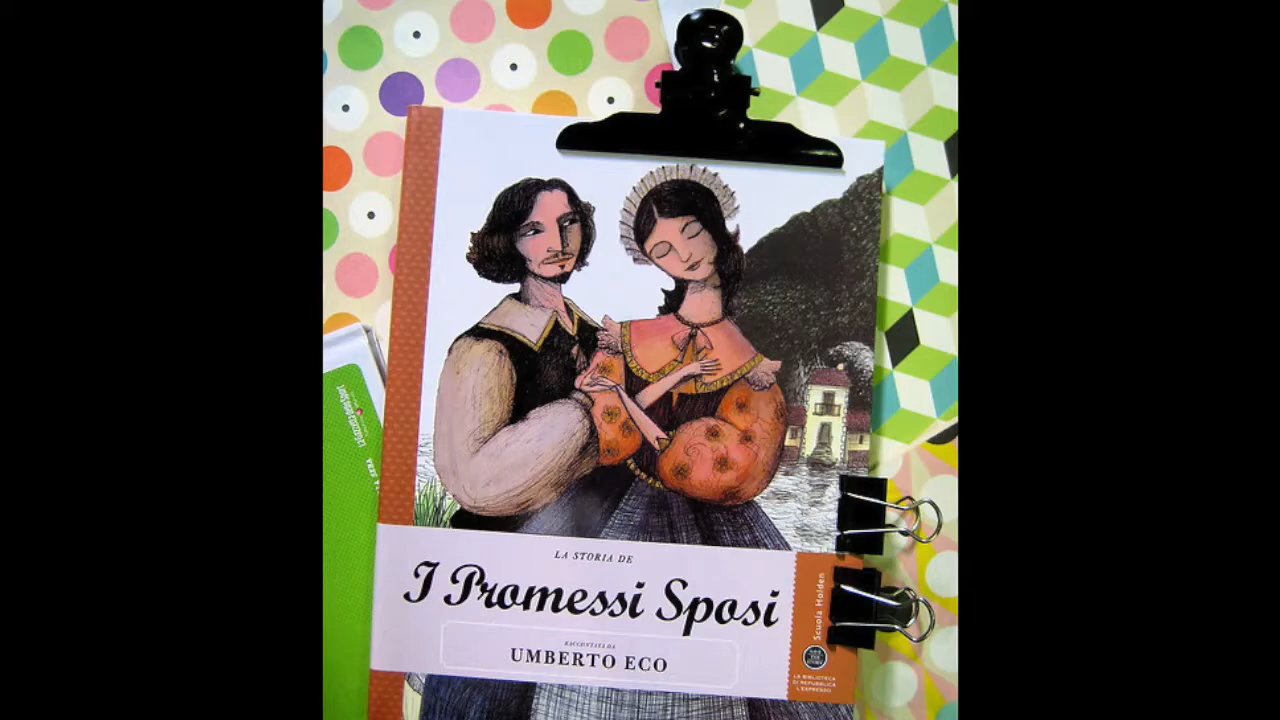 LA STORIA DE
I Promessi Sposi
RACCONTATA DA
UMBERTO ECO
Scuola Holden
LA BIBLIOTECA
DI REPUBBLICA
L'ESPRESSO